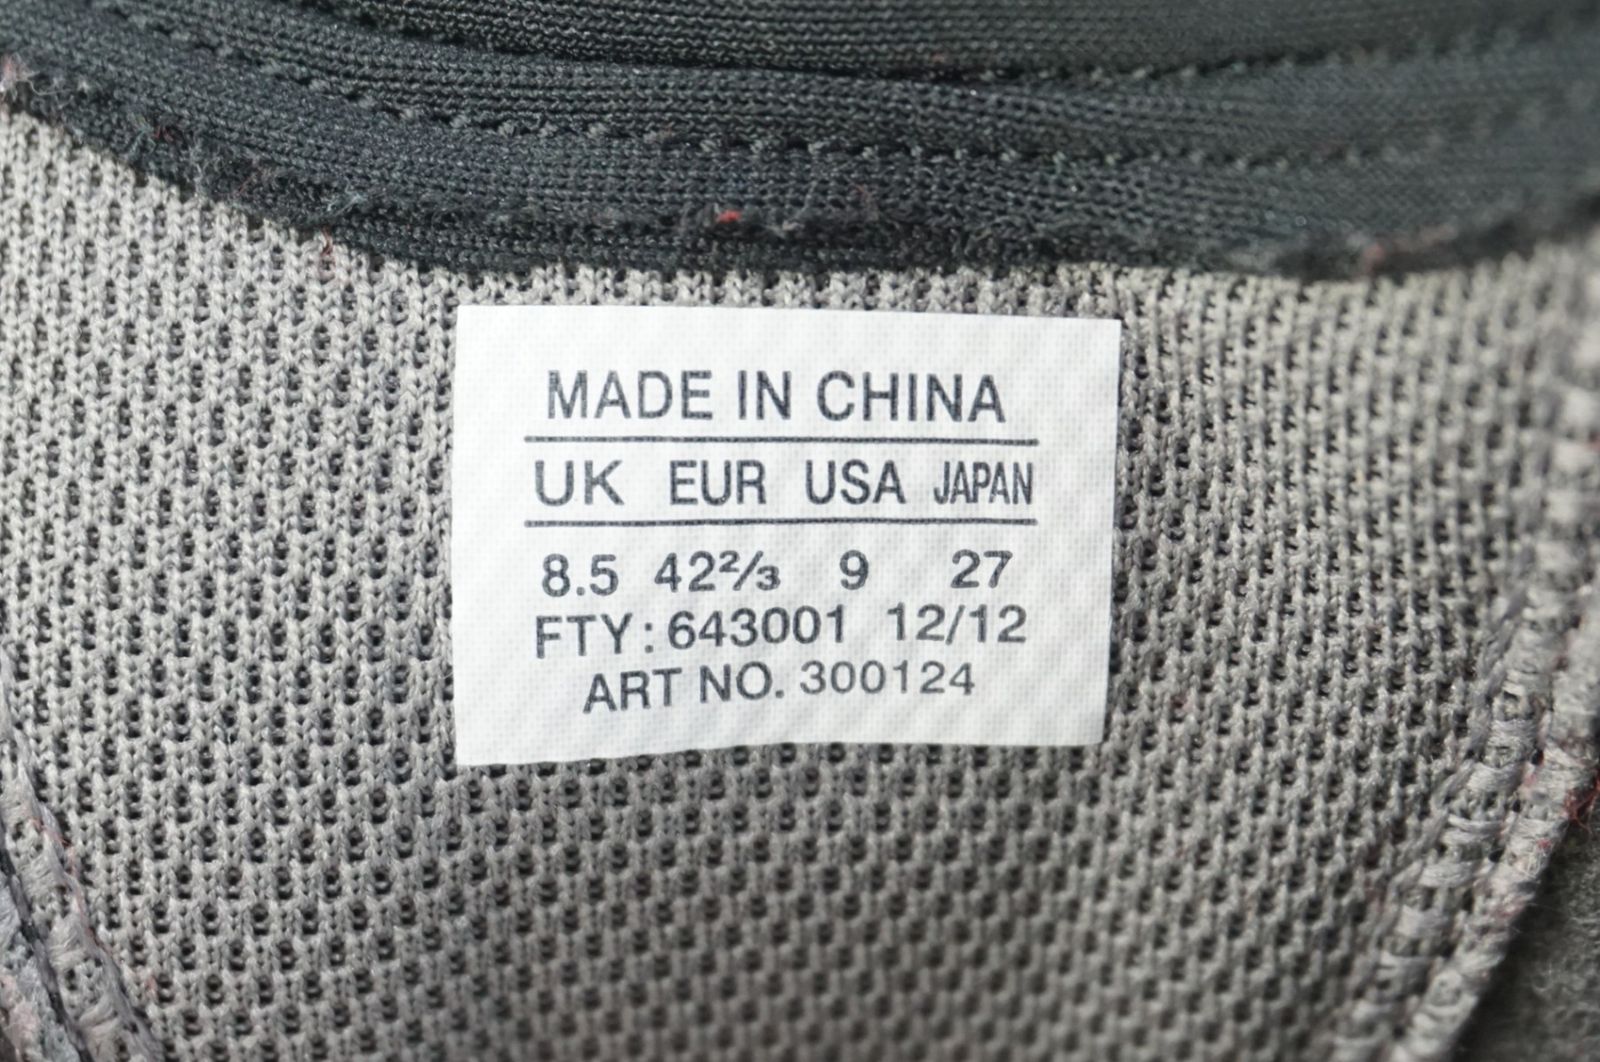 MADE IN CHINA
UK EUR USA JAPAN
8.5 42⅔ 9 27
FTY: 643001 12/12
ART NO. 300124